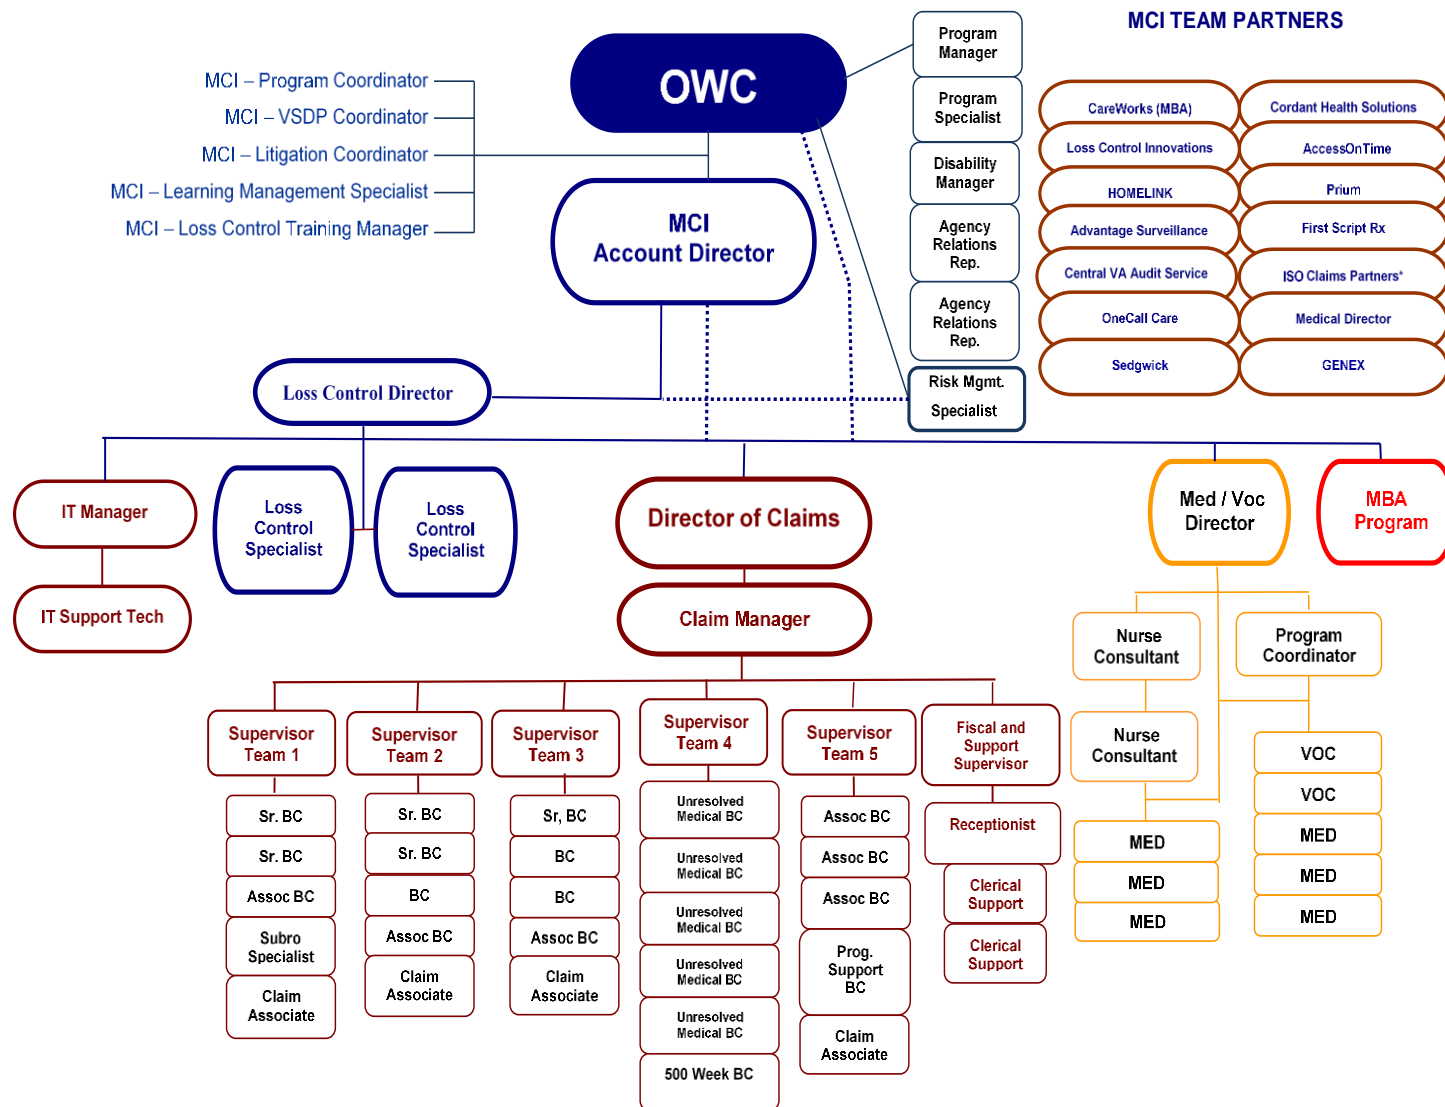 MCI TEAM PARTNERS
OWC
MCI – Program Coordinator
MCI – VSDP Coordinator
MCI – Litigation Coordinator
MCI – Learning Management Specialist
MCI – Loss Control Training Manager
MCI
Account Director
Program
Manager
Program
Specialist
Disability
Manager
Agency
Relations
Rep.
Agency
Relations
Rep.
Risk Mgmt.
Specialist
CareWorks (MBA)
Cordant Health Solutions
Loss Control Innovations
AccessOnTime
HOMELINK
Prium
Advantage Surveillance
First Script Rx
Central VA Audit Service
ISO Claims Partners*
OneCall Care
Medical Director
Sedgwick
GENEX
Loss Control Director
IT Manager
IT Support Tech
Loss
Control
Specialist
Loss
Control
Specialist
Director of Claims
Claim Manager
Med / Voc
Director
MBA
Program
Nurse
Consultant
Program
Coordinator
Nurse
Consultant
MED
MED
MED
VOC
VOC
MED
MED
MED
Supervisor
Team 1
Sr. BC
Sr. BC
Assoc BC
Subro
Specialist
Claim
Associate
Supervisor
Team 2
Sr. BC
Sr. BC
BC
Assoc BC
Claim
Associate
Supervisor
Team 3
Sr, BC
BC
BC
Assoc BC
Claim
Associate
Supervisor
Team 4
Unresolved
Medical BC
Unresolved
Medical BC
Unresolved
Medical BC
Unresolved
Medical BC
Unresolved
Medical BC
500 Week BC
Supervisor
Team 5
Assoc BC
Assoc BC
Assoc BC
Prog.
Support
BC
Claim
Associate
Fiscal and
Support
Supervisor
Receptionist
Clerical
Support
Clerical
Support